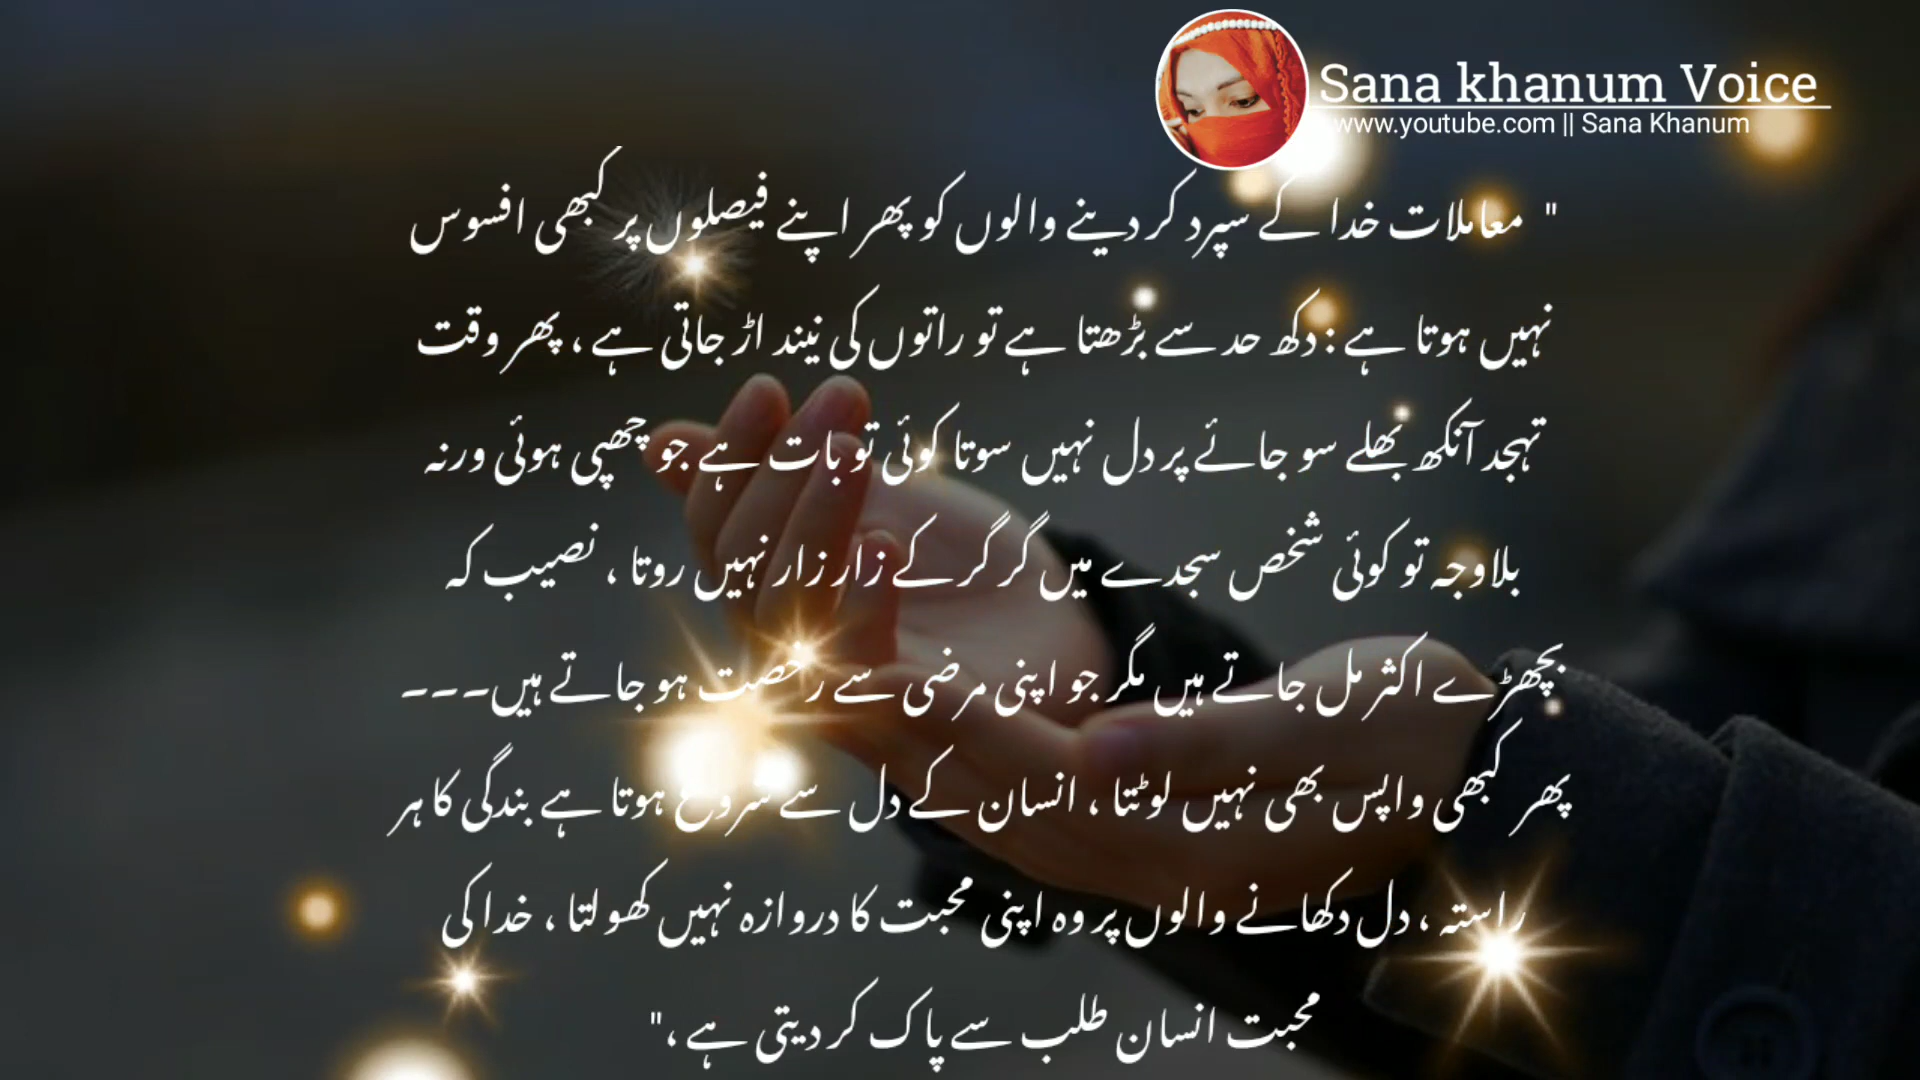 Sana khanum Voice
www.youtube.com || Sana Khanum
" معاملات خدا کے سپرد کر دینے والوں کو پھر اپنے فیصلوں پر کبھی افسوس
نہیں ہوتا ہے : دکھ حد سے بڑھتا ہے تو راتوں کی نیند اڑ جاتی ہے ، پھر وقت
تہجد آنکھ بھلے سو جائے پر دل نہیں سوتا کوئی تو بات ہے جو چھپی ہوئی ورنہ
بلاوجہ تو کوئی شخص سجدے میں گر گر کے زار زار نہیں روتا ، نصیب کہ
بچھڑے اکثر مل جاتے ہیں مگر جو اپنی مرضی سے رخصت ہو جاتے ہیں۔۔۔
پھر کبھی واپس بھی نہیں لوٹتا ، انسان کے دل سے شروع ہوتا ہے بندگی کا ہر
راستہ ، دل دکھانے والوں پر وہ اپنی محبت کا دروازہ نہیں کھولتا ، خدا کی
محبت انسان طلب سے پاک کر دیتی ہے ،"